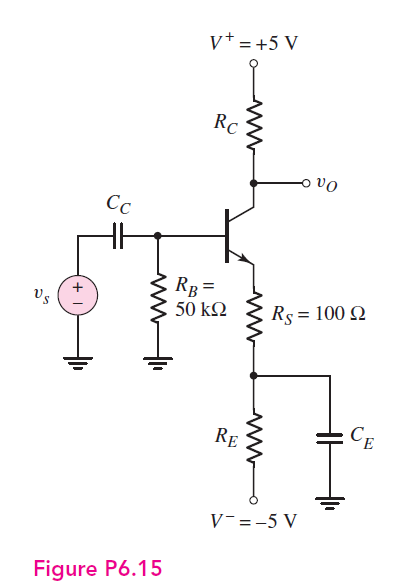 V⁺ = +5 V
R_C
v_O
C_C
v_s
+
−
R_B =
50 kΩ
R_S = 100 Ω
R_E
C_E
V⁻ = −5 V
Figure P6.15